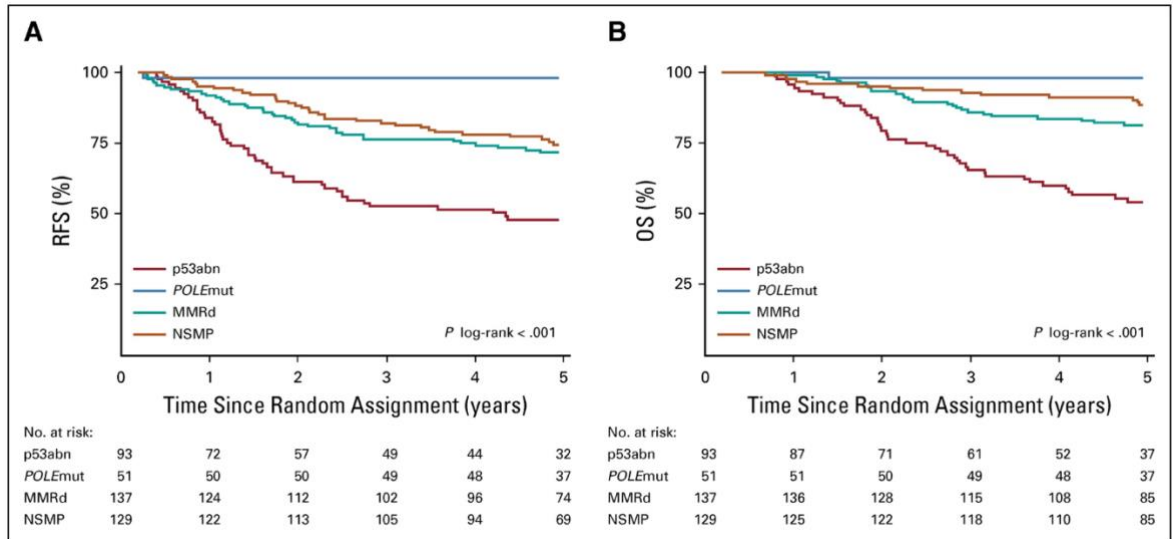 A
100
75
50
25
RFS (%)
p53abn
POLEmut
MMRd
NSMP
P log-rank < .001
0 1 2 3 4 5
Time Since Random Assignment (years)
No. at risk:
p53abn 93 72 57 49 44 32
POLEmut 51 50 50 49 48 37
MMRd 137 124 112 102 96 74
NSMP 129 122 113 105 94 69
B
100
75
50
25
OS (%)
p53abn
POLEmut
MMRd
NSMP
P log-rank < .001
0 1 2 3 4 5
Time Since Random Assignment (years)
No. at risk:
p53abn 93 87 71 61 52 37
POLEmut 51 51 50 49 48 37
MMRd 137 136 128 115 108 85
NSMP 129 125 122 118 110 85